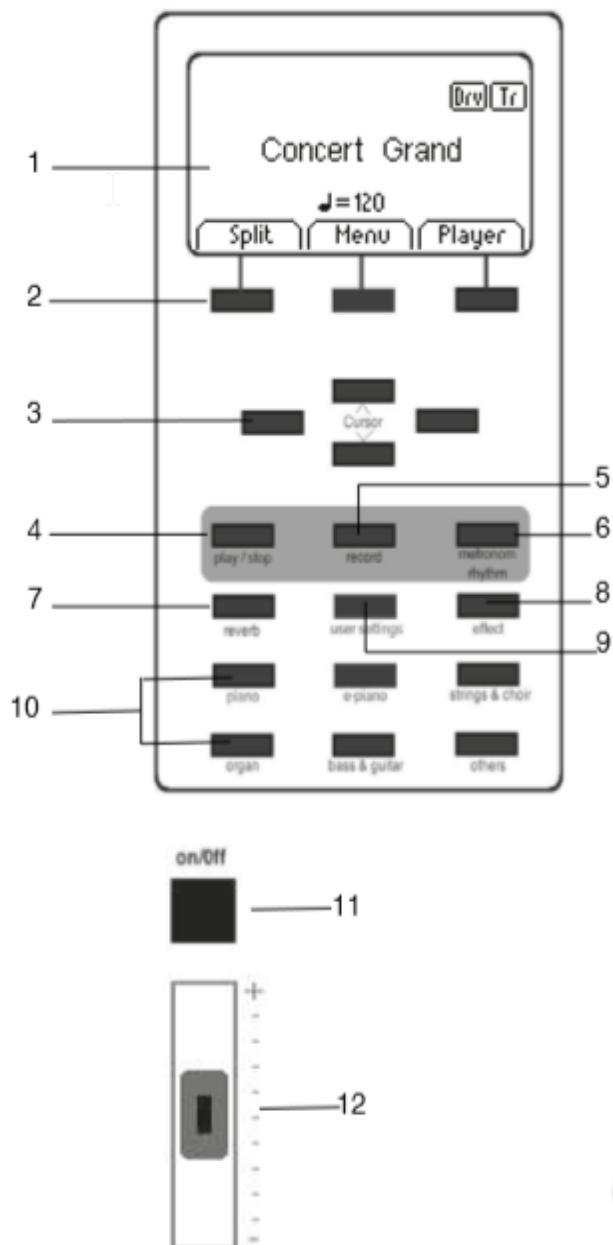 Drv Tr
1
Concert Grand
♩=120
Split Menu Player
2
3
Cursor
5
4
6
play / stop record metronom
rhythm
7
8
reverb user settings effect
9
piano e-piano strings & choir
10
organ bass & guitar others
on/Off
11
+
12
-